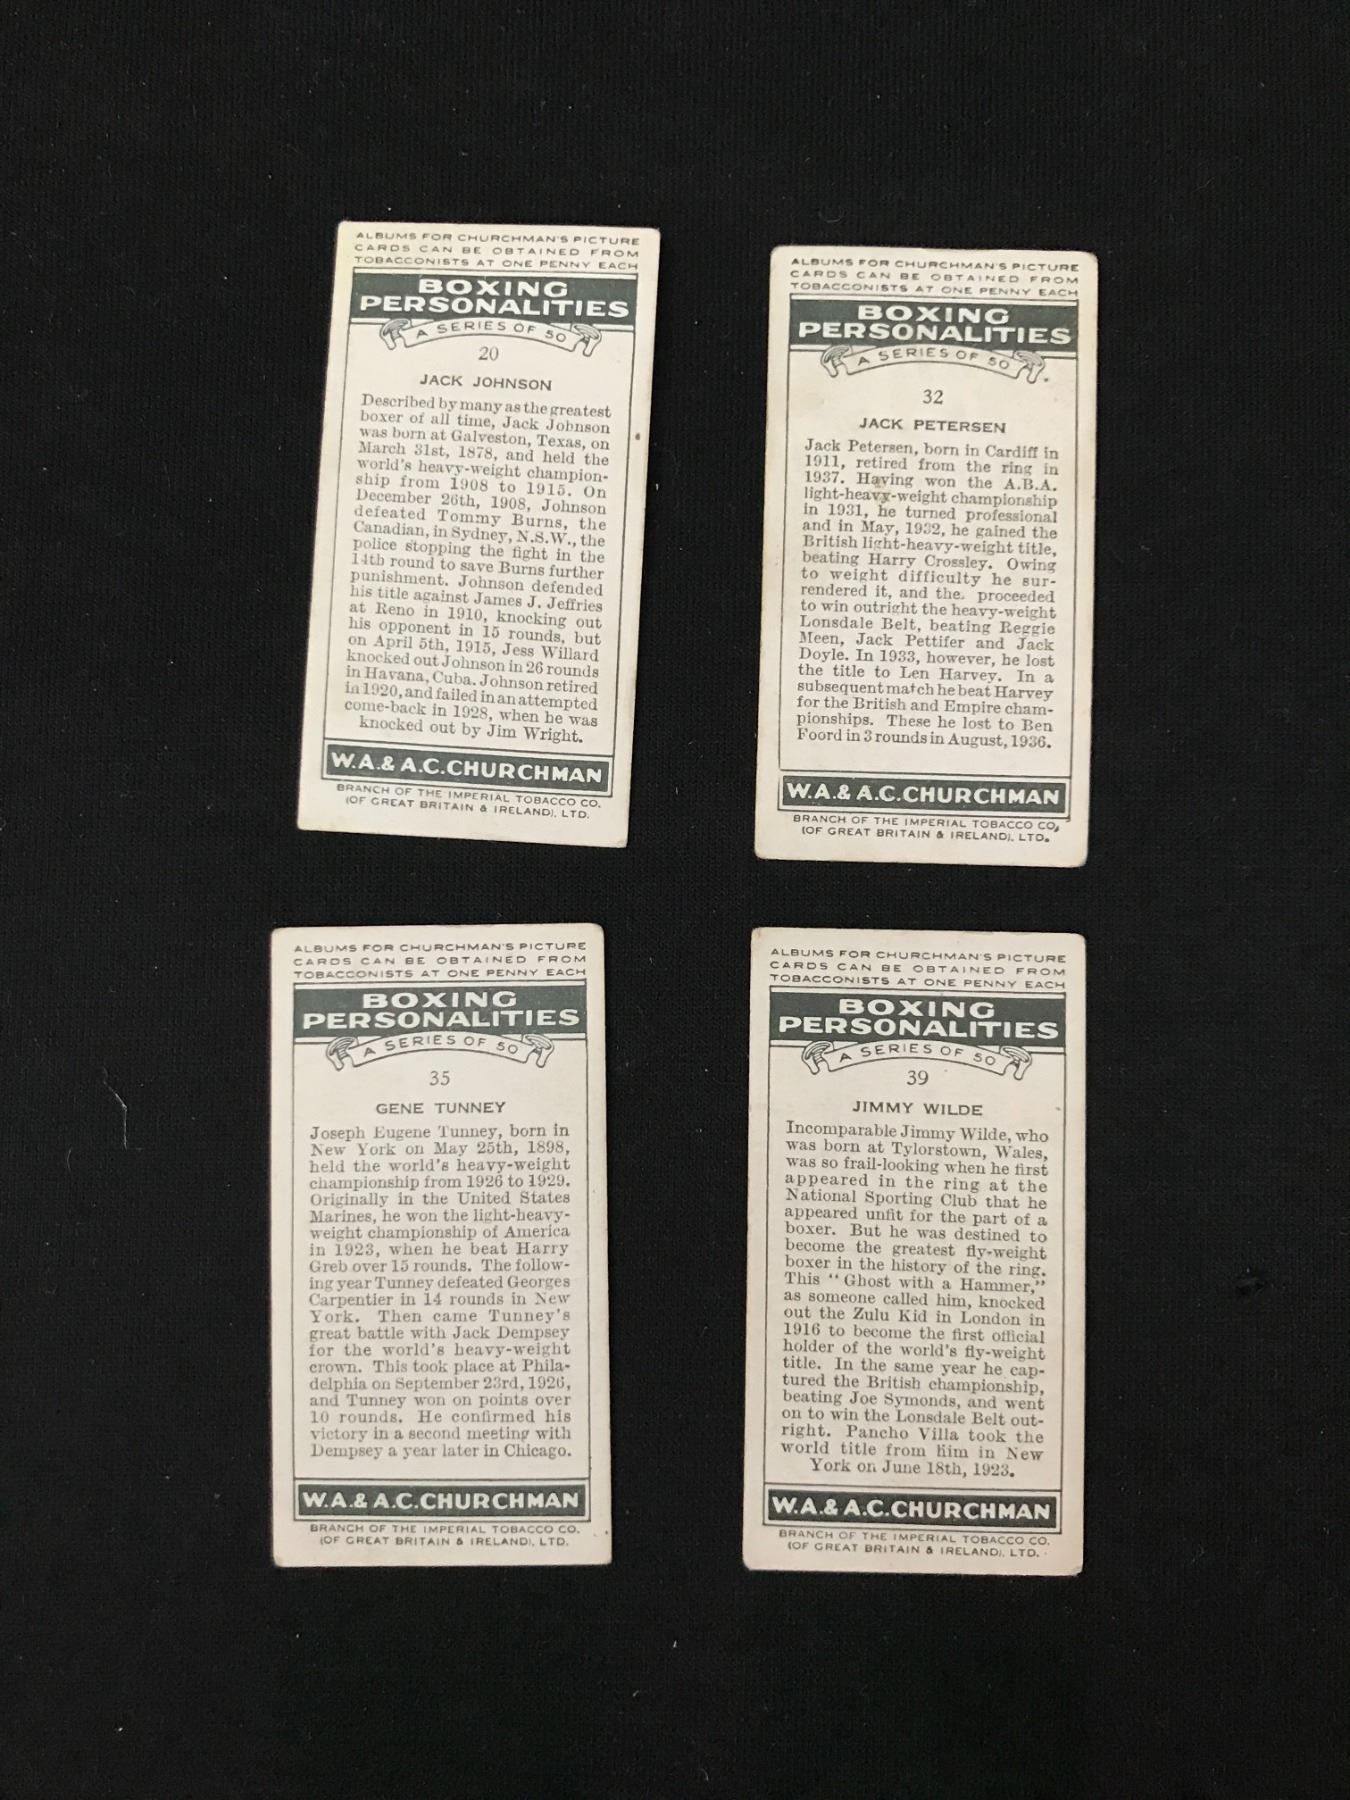 ALBUMS FOR CHURCHMAN'S PICTURE
CARDS CAN BE OBTAINED FROM
TOBACCONISTS AT ONE PENNY EACH
BOXING
PERSONALITIES
A SERIES OF 50
20
JACK JOHNSON
Described by many as the greatest
boxer of all time, Jack Johnson
was born at Galveston, Texas, on
March 31st, 1878, and held the
world's heavy-weight champion-
ship from 1908 to 1915. On
December 26th, 1908, Johnson
defeated Tommy Burns, the
Canadian, in Sydney, N.S.W., the
police stopping the fight in the
14th round to save Burns further
punishment. Johnson defended
his title against James J. Jeffries
at Reno in 1910, knocking out
his opponent in 15 rounds, but
on April 5th, 1915, Jess Willard
knocked out Johnson in 26 rounds
in Havana, Cuba. Johnson retired
in 1920, and failed in an attempted
come-back in 1928, when he was
knocked out by Jim Wright.
W.A.& A.C.CHURCHMAN
BRANCH OF THE IMPERIAL TOBACCO CO.
(OF GREAT BRITAIN & IRELAND), LTD.
ALBUMS FOR CHURCHMAN'S PICTURE
CARDS CAN BE OBTAINED FROM
TOBACCONISTS AT ONE PENNY EACH
BOXING
PERSONALITIES
A SERIES OF 50
32
JACK PETERSEN
Jack Petersen, born in Cardiff in
1911, retired from the ring in
1937. Having won the A.B.A.
light-heavy-weight championship
in 1931, he turned professional
and in May, 1932, he gained the
British light-heavy-weight title,
beating Harry Crossley. Owing
to weight difficulty he sur-
rendered it, and the. proceeded
to win outright the heavy-weight
Lonsdale Belt, beating Reggie
Meen, Jack Pettifer and Jack
Doyle. In 1933, however, he lost
the title to Len Harvey. In a
subsequent match he beat Harvey
for the British and Empire cham-
pionships. These he lost to Ben
Foord in 3 rounds in August, 1936.
W.A.& A.C.CHURCHMAN
BRANCH OF THE IMPERIAL TOBACCO CO,
(OF GREAT BRITAIN & IRELAND), LTD.
ALBUMS FOR CHURCHMAN'S PICTURE
CARDS CAN BE OBTAINED FROM
TOBACCONISTS AT ONE PENNY EACH
BOXING
PERSONALITIES
A SERIES OF 50
35
GENE TUNNEY
Joseph Eugene Tunney, born in
New York on May 25th, 1898,
held the world's heavy-weight
championship from 1926 to 1929.
Originally in the United States
Marines, he won the light-heavy-
weight championship of America
in 1923, when he beat Harry
Greb over 15 rounds. The follow-
ing year Tunney defeated Georges
Carpentier in 14 rounds in New
York. Then came Tunney's
great battle with Jack Dempsey
for the world's heavy-weight
crown. This took place at Phila-
delphia on September 23rd, 1926,
and Tunney won on points over
10 rounds. He confirmed his
victory in a second meeting with
Dempsey a year later in Chicago.
W.A.& A.C.CHURCHMAN
BRANCH OF THE IMPERIAL TOBACCO CO.
(OF GREAT BRITAIN & IRELAND), LTD.
ALBUMS FOR CHURCHMAN'S PICTURE
CARDS CAN BE OBTAINED FROM
TOBACCONISTS AT ONE PENNY EACH
BOXING
PERSONALITIES
A SERIES OF 50
39
JIMMY WILDE
Incomparable Jimmy Wilde, who
was born at Tylorstown, Wales,
was so frail-looking when he first
appeared in the ring at the
National Sporting Club that he
appeared unfit for the part of a
boxer. But he was destined to
become the greatest fly-weight
boxer in the history of the ring.
This "Ghost with a Hammer,"
as someone called him, knocked
out the Zulu Kid in London in
1916 to become the first official
holder of the world's fly-weight
title. In the same year he cap-
tured the British championship,
beating Joe Symonds, and went
on to win the Lonsdale Belt out-
right. Pancho Villa took the
world title from him in New
York on June 18th, 1923.
W.A.& A.C.CHURCHMAN
BRANCH OF THE IMPERIAL TOBACCO CO.
(OF GREAT BRITAIN & IRELAND), LTD.